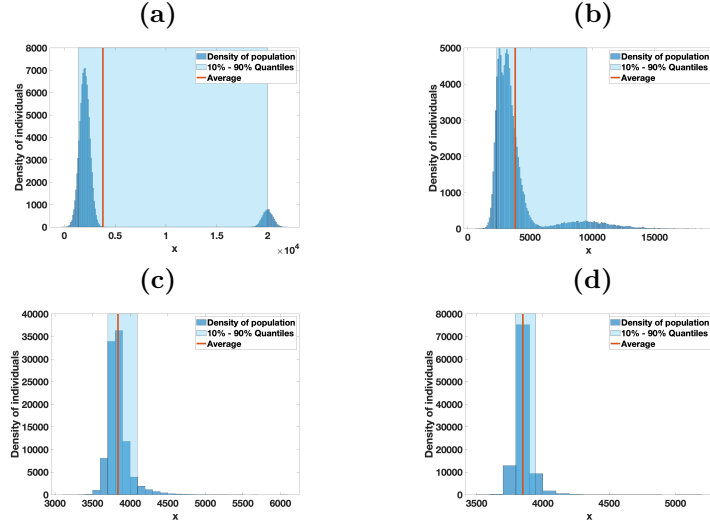 (a)
8000
7000
6000
5000
4000
3000
2000
1000
0
Density of individuals
0 0.5 1 1.5 2
×10⁴
x
Density of population
10% - 90% Quantiles
Average
(b)
5000
4000
3000
2000
1000
0
Density of individuals
0 5000 10000 15000
x
Density of population
10% - 90% Quantiles
Average
(c)
40000
35000
30000
25000
20000
15000
10000
5000
0
Density of individuals
3000 3500 4000 4500 5000 5500 6000
x
Density of population
10% - 90% Quantiles
Average
(d)
80000
70000
60000
50000
40000
30000
20000
10000
0
Density of individuals
3500 4000 4500 5000
x
Density of population
10% - 90% Quantiles
Average